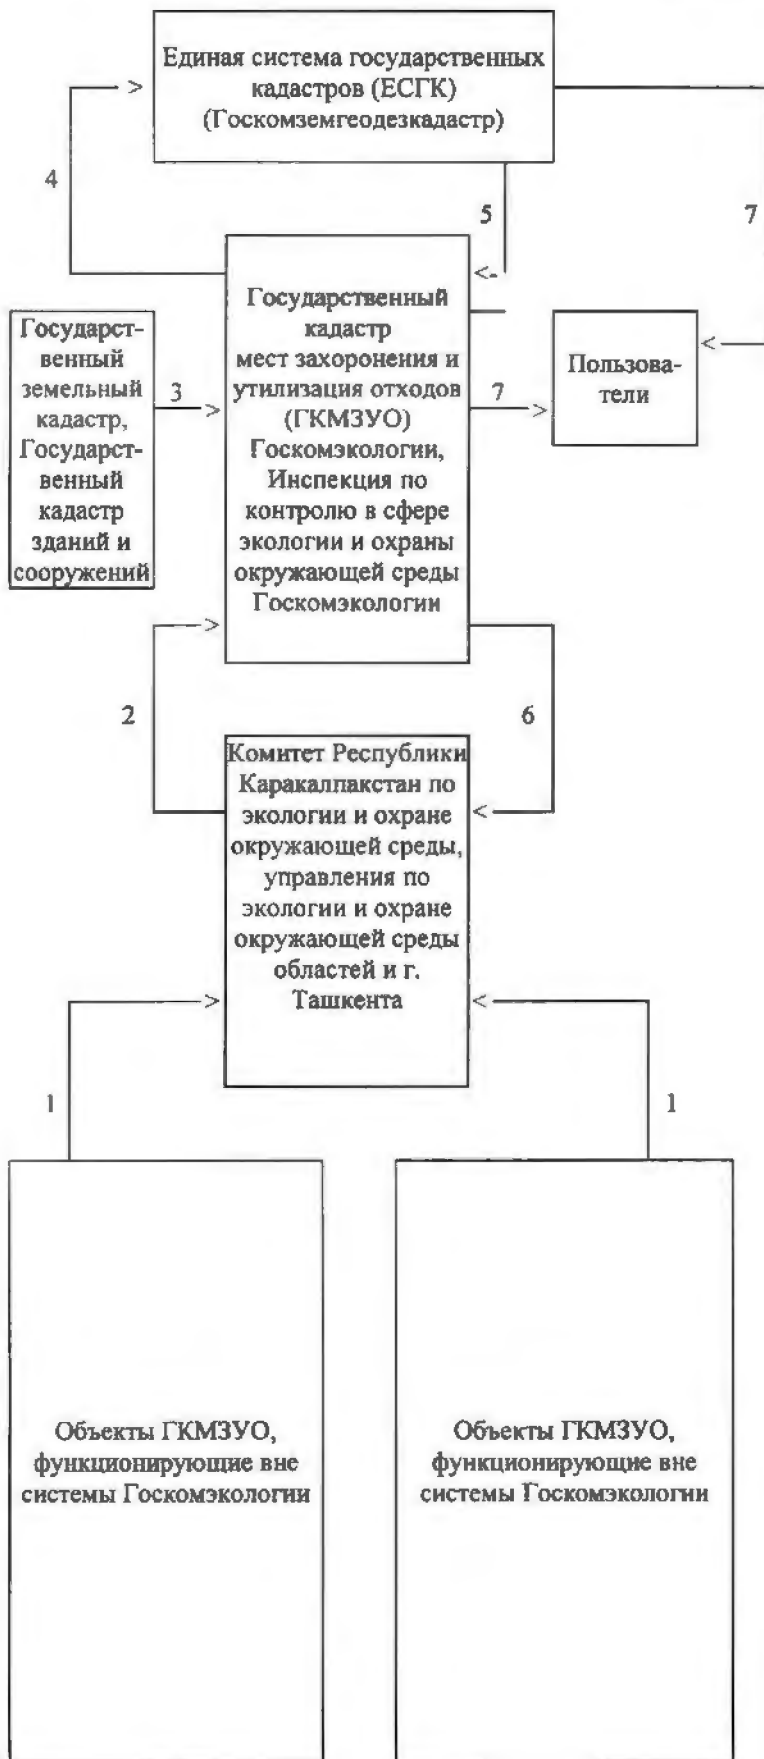 Единая система государственных
кадастров (ЕСГК)
(Госкомземгеодезкадастр)
4
5
7
Государст-
венный
земельный
кадастр,
Государст-
венный
кадастр
зданий и
сооружений
3
Государственный
кадастр
мест захоронения и
утилизация отходов
(ГКМЗУО)
Госкомэкологии,
Инспекция по
контролю в сфере
экологии и охраны
окружающей среды
Госкомэкологии
7
Пользова-
тели
2
6
Комитет Республики
Каракалпакстан по
экологии и охране
окружающей среды,
управления по
экологии и охране
окружающей среды
областей и г.
Ташкента
1
1
Объекты ГКМЗУО,
функционирующие вне
системы Госкомэкологии
Объекты ГКМЗУО,
функционирующие вне
системы Госкомэкологии